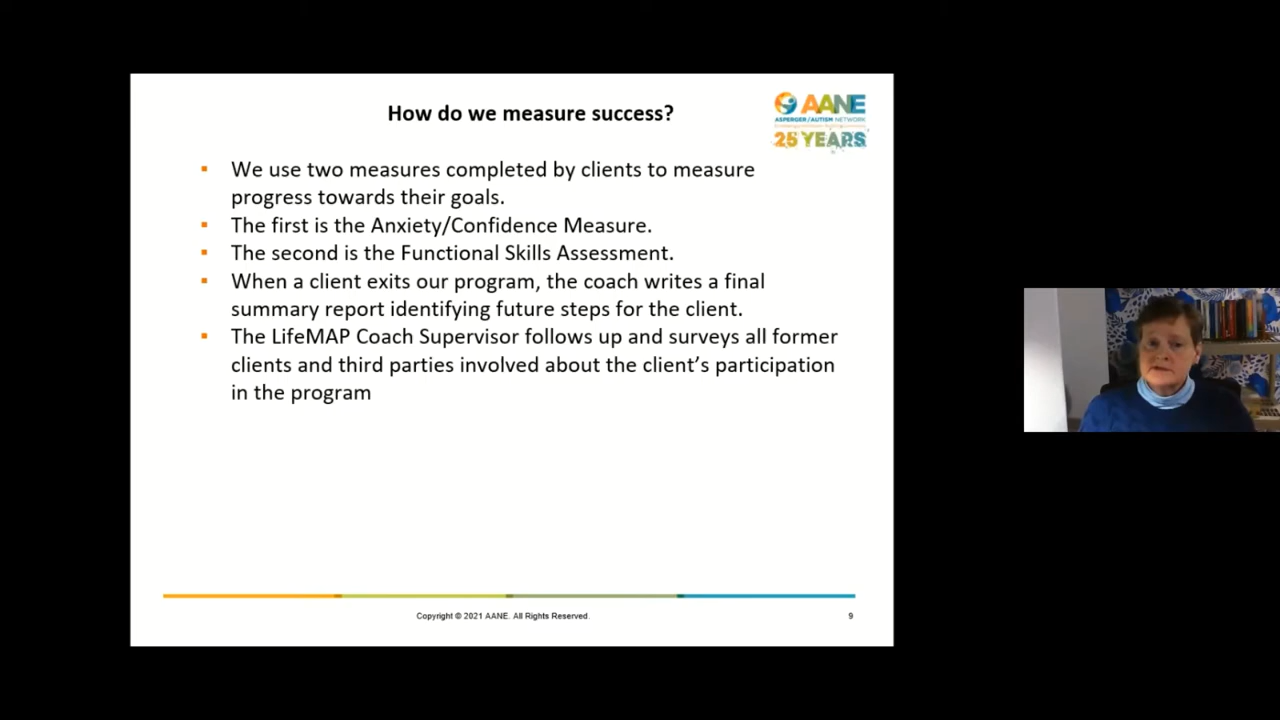 How do we measure success?
AANE
ASPERGER/AUTISM NETWORK
25 YEARS
▪ We use two measures completed by clients to measure
progress towards their goals.
▪ The first is the Anxiety/Confidence Measure.
▪ The second is the Functional Skills Assessment.
▪ When a client exits our program, the coach writes a final
summary report identifying future steps for the client.
▪ The LifeMAP Coach Supervisor follows up and surveys all former
clients and third parties involved about the client’s participation
in the program
Copyright © 2021 AANE. All Rights Reserved.
9